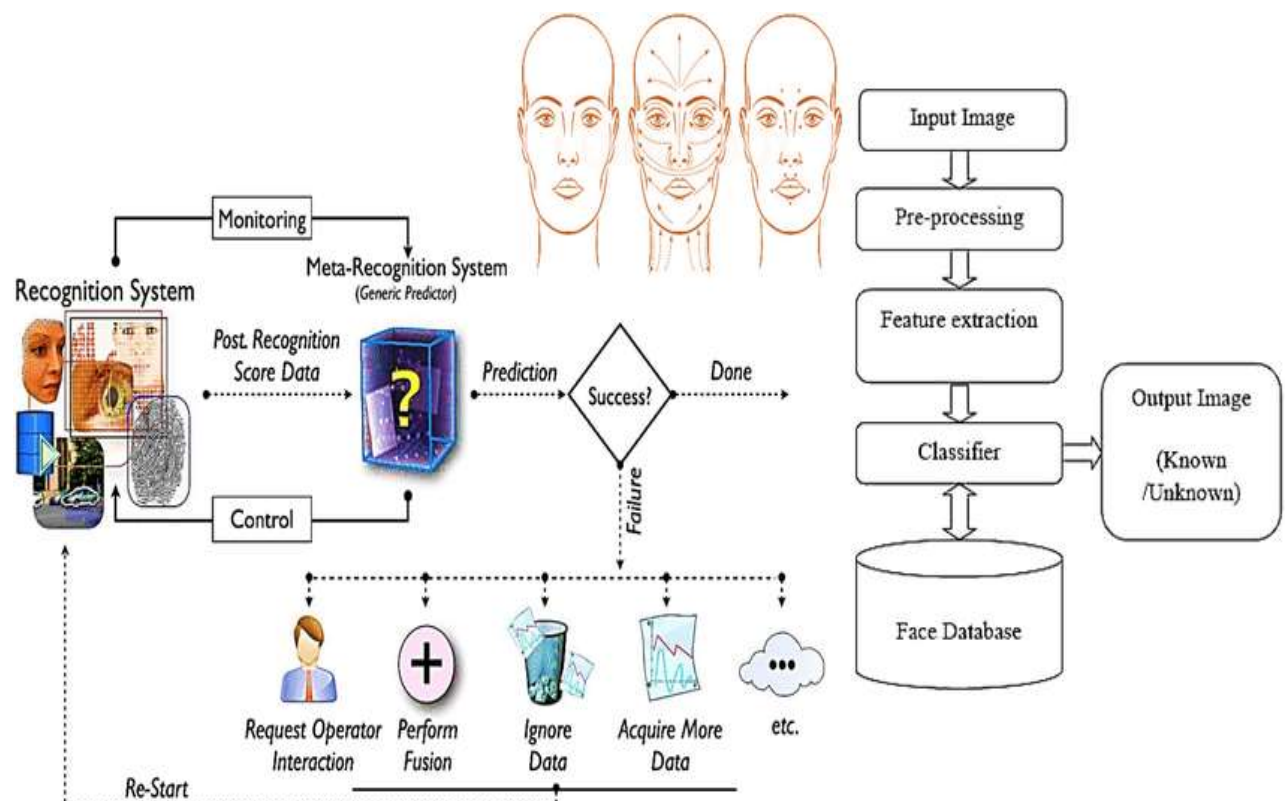 Monitoring
Meta-Recognition System
(Generic Predictor)
Recognition System
Post. Recognition
Score Data
Prediction
Success?
Done
Control
Failure
Request Operator
Interaction
Perform
Fusion
Ignore
Data
Acquire More
Data
etc.
Re-Start
?
+
Input Image
Pre-processing
Feature extraction
Classifier
Output Image
(Known
/Unknown)
Face Database